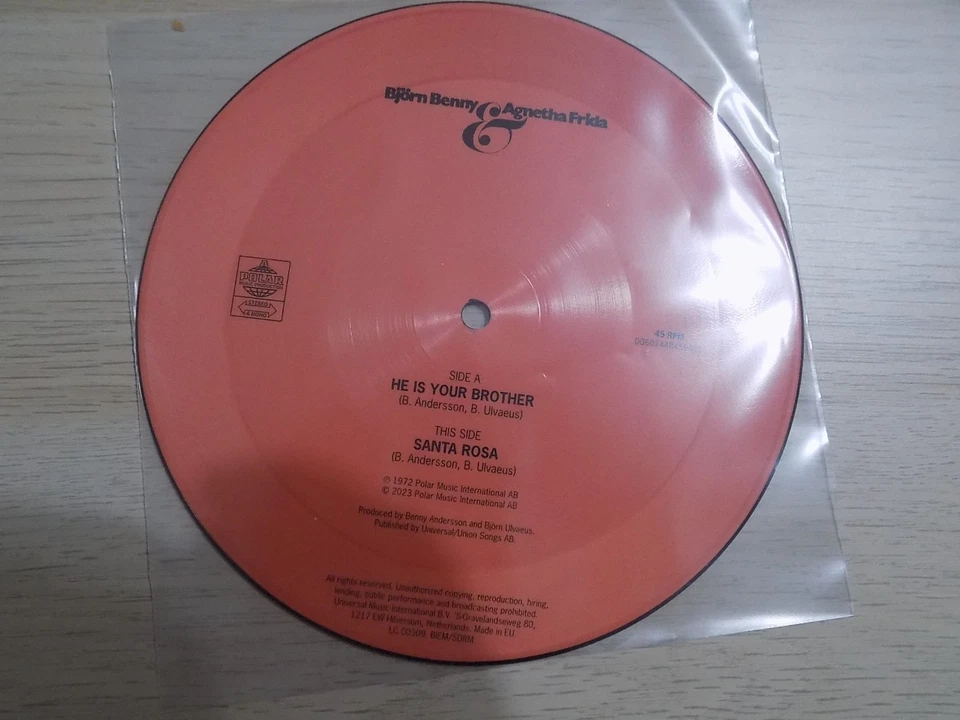 Björn Benny & Agnetha Frida
POLAR
STEREO
& MONO
45 RPM
SIDE A
HE IS YOUR BROTHER
(B. Andersson, B. Ulvaeus)
THIS SIDE
SANTA ROSA
(B. Andersson, B. Ulvaeus)
℗ 1972 Polar Music International AB
© 2023 Polar Music International AB
Produced by Benny Andersson and Björn Ulvaeus.
Published by Universal/Union Songs AB.
All rights reserved. Unauthorized copying, reproduction, hiring,
lending, public performance and broadcasting prohibited.
Universal Music International B.V. 'S-Gravelandseweg 80,
1217 EW Hilversum, Netherlands. Made in EU.
LC 00309. BIEM/SDRM